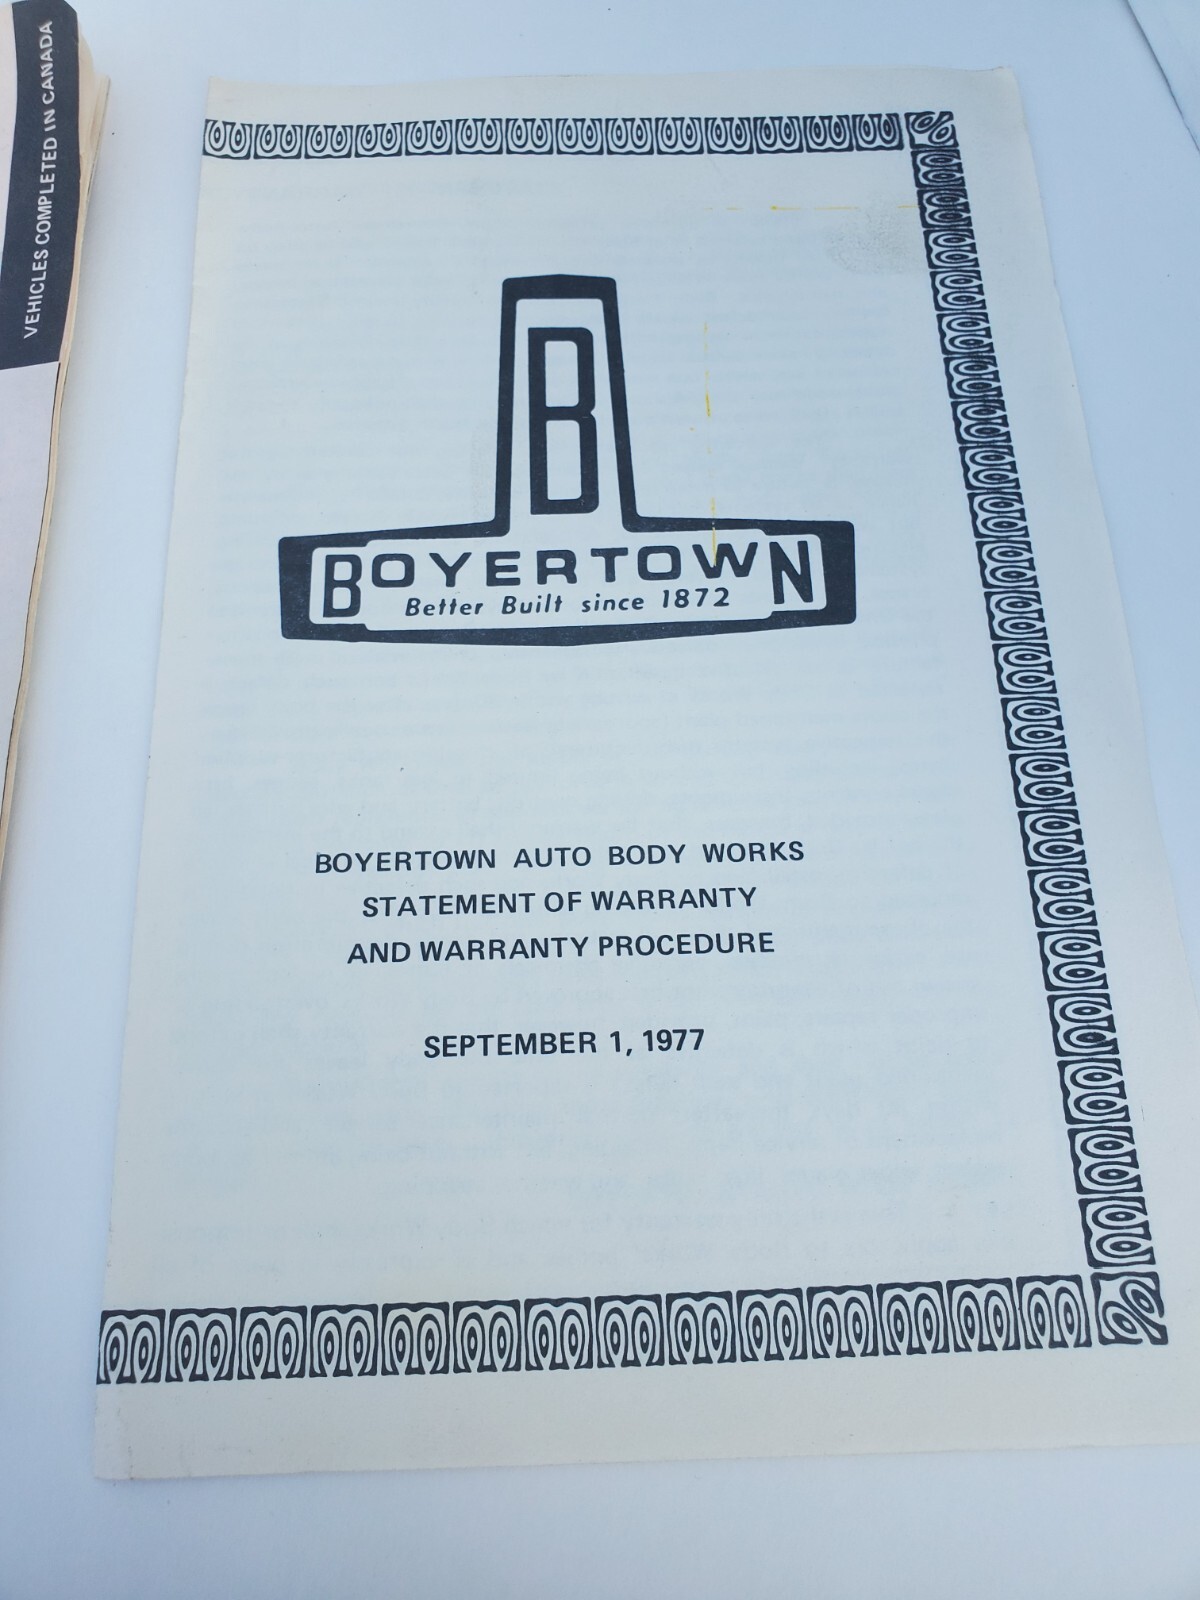 VEHICLES COMPLETED IN CANADA
B
BOYERTOWN
Better Built since 1872
BOYERTOWN AUTO BODY WORKS
STATEMENT OF WARRANTY
AND WARRANTY PROCEDURE
SEPTEMBER 1, 1977